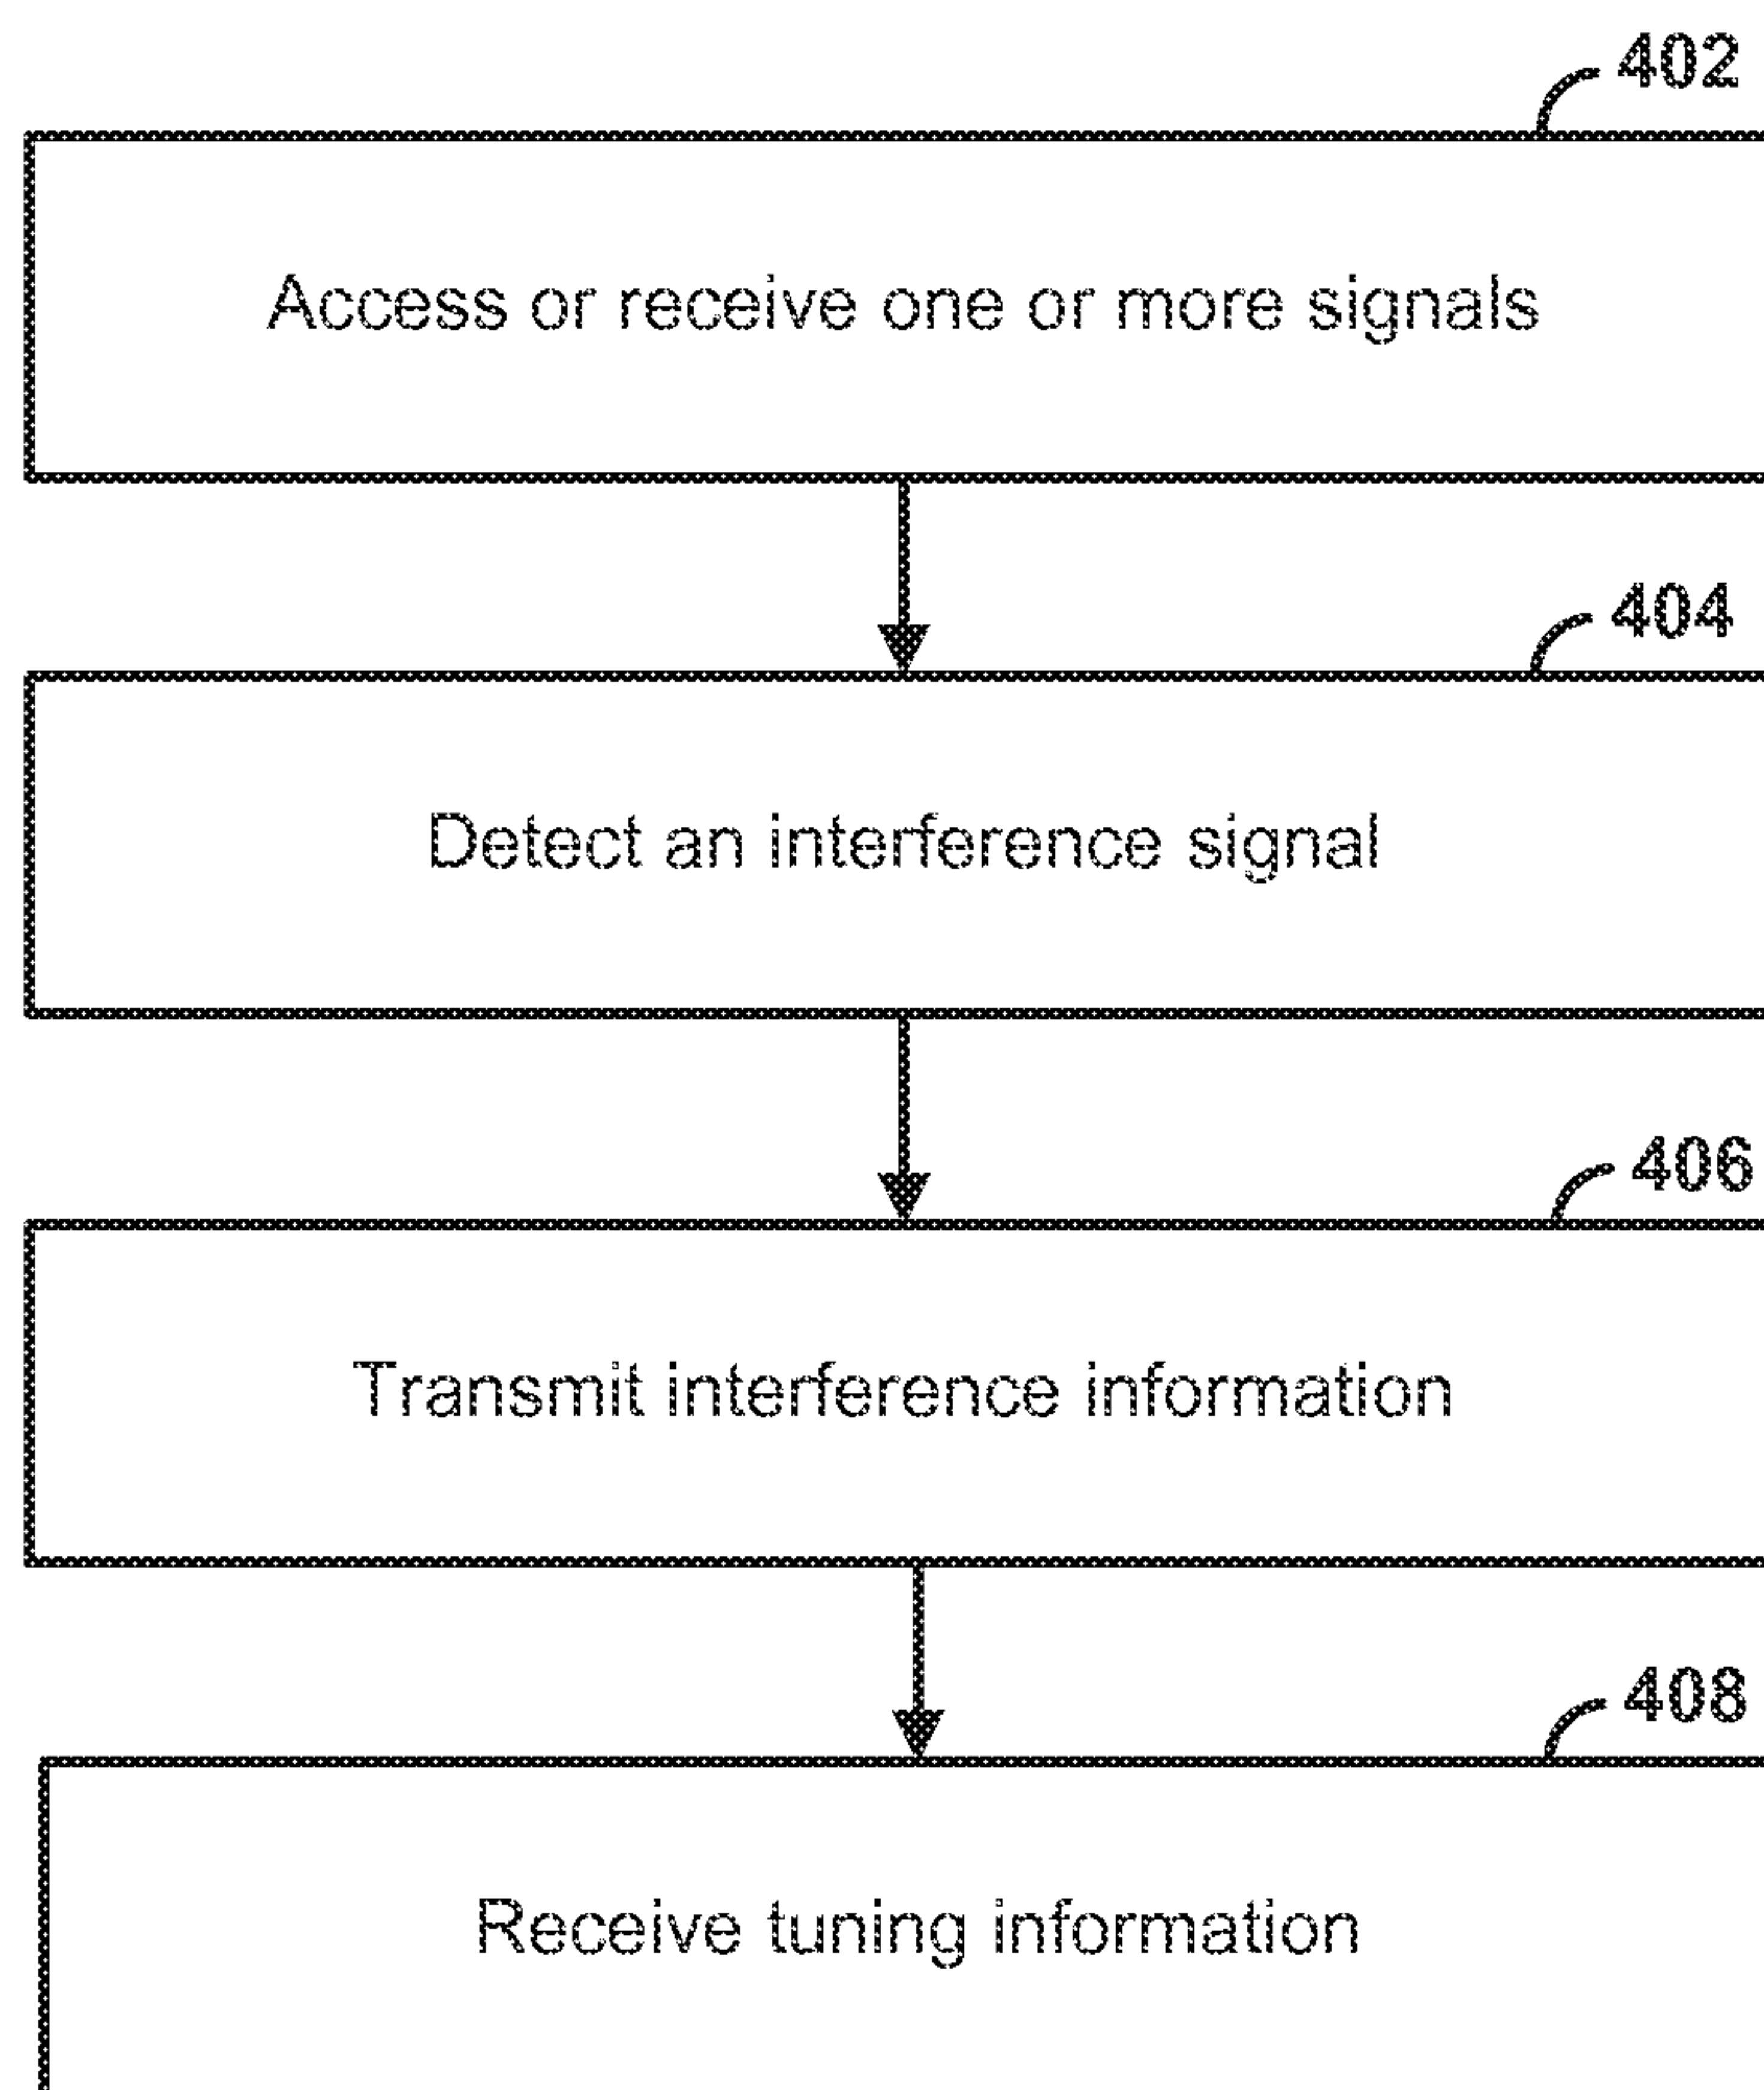 402
Access or receive one or more signals
404
Detect an interference signal
406
Transmit interference information
408
Receive tuning information